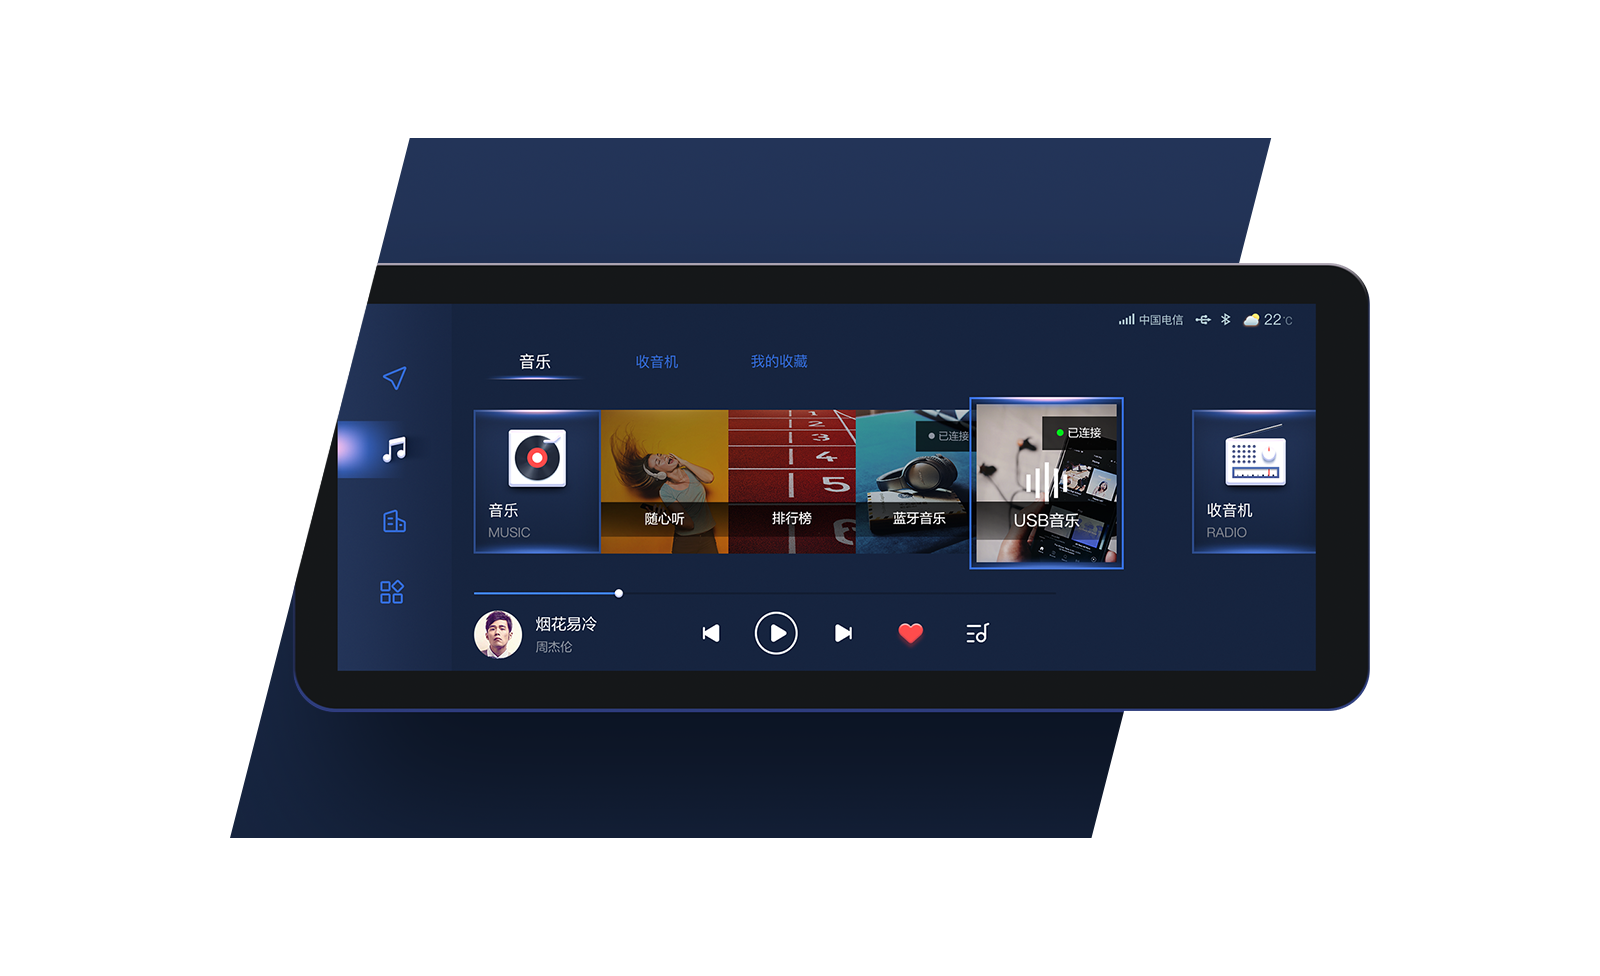 中国电信
22°C
音乐
收音机
我的收藏
音乐
MUSIC
随心听
1
2
3
4
5
6
排行榜
已连接
蓝牙音乐
已连接
USB音乐
收音机
RADIO
烟花易冷
周杰伦